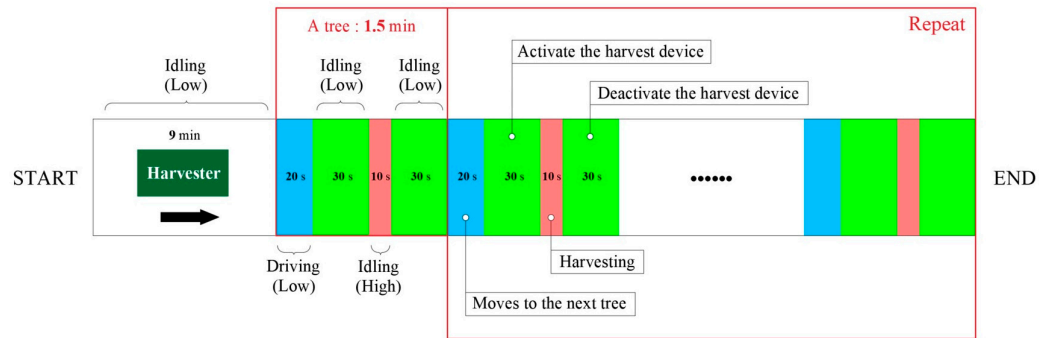 A tree : 1.5 min
Repeat
Idling
(Low)
Idling
(Low)
Idling
(Low)
Activate the harvest device
Deactivate the harvest device
START
9 min
Harvester
20 s
30 s
10 s
30 s
20 s
30 s
10 s
30 s
......
END
Driving
(Low)
Idling
(High)
Harvesting
Moves to the next tree